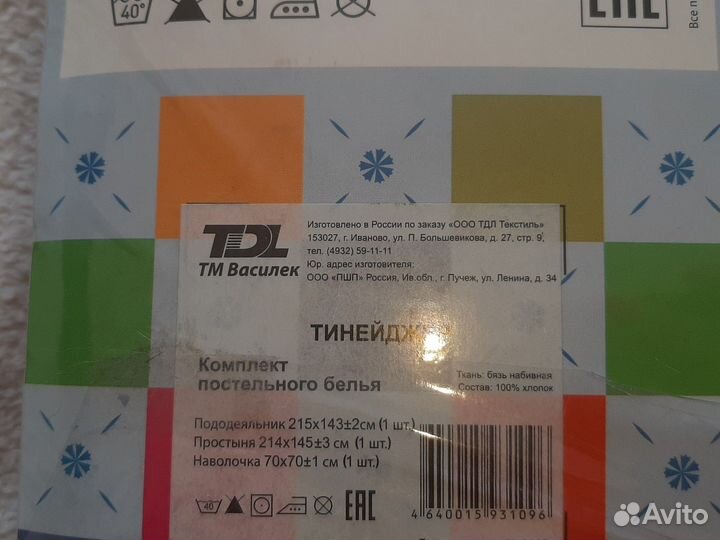 40°
EAC
Все п
TDL
ТМ Василек
Изготовлено в России по заказу «ООО ТДЛ Текстиль»
153027, г. Иваново, ул. П. Большевикова, д. 27, стр. 9,
тел. (4932) 59-11-11
Юр. адрес изготовителя:
ООО «ПШП» Россия, Ив.обл., г. Пучеж, ул. Ленина, д. 34
ТИНЕЙДЖ
Комплект
постельного белья
Ткань: бязь набивная
Состав: 100% хлопок
Пододеяльник 215х143±2см (1 шт.)
Простыня 214х145±3 см (1 шт.)
Наволочка 70х70±1 см (1 шт.)
40
EAC
4640015931096
Avito